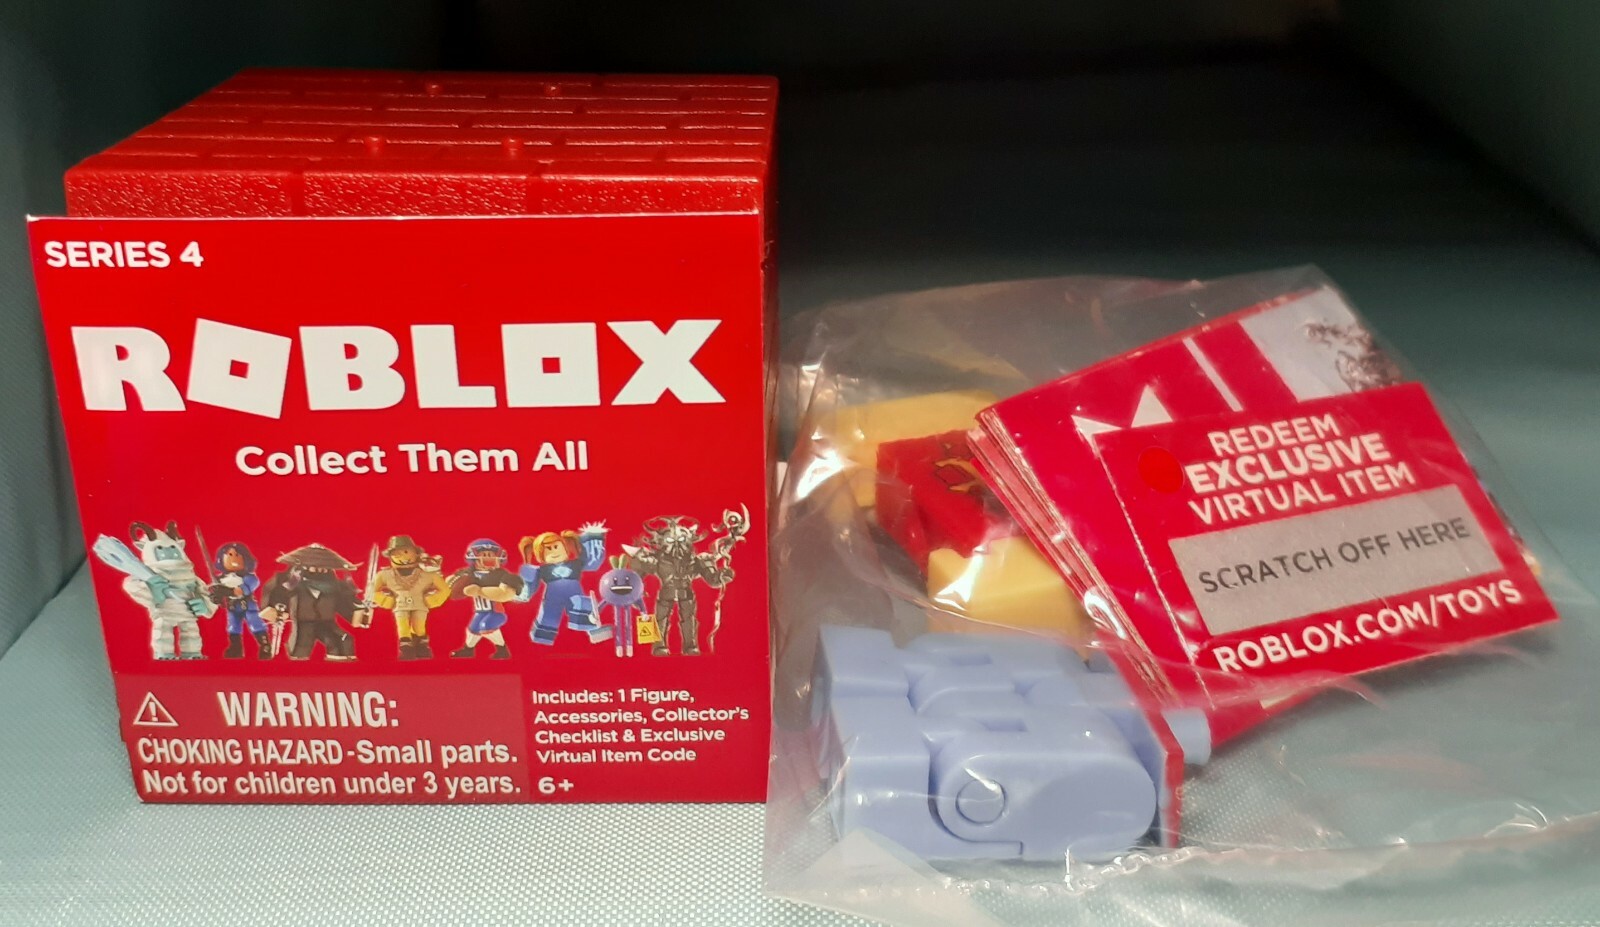 SERIES 4
ROBLOX
Collect Them All
WARNING:
CHOKING HAZARD - Small parts.
Not for children under 3 years.
Includes: 1 Figure,
Accessories, Collector's
Checklist & Exclusive
Virtual Item Code
6+
REDEEM
EXCLUSIVE
VIRTUAL ITEM
SCRATCH OFF HERE
ROBLOX.COM/TOYS